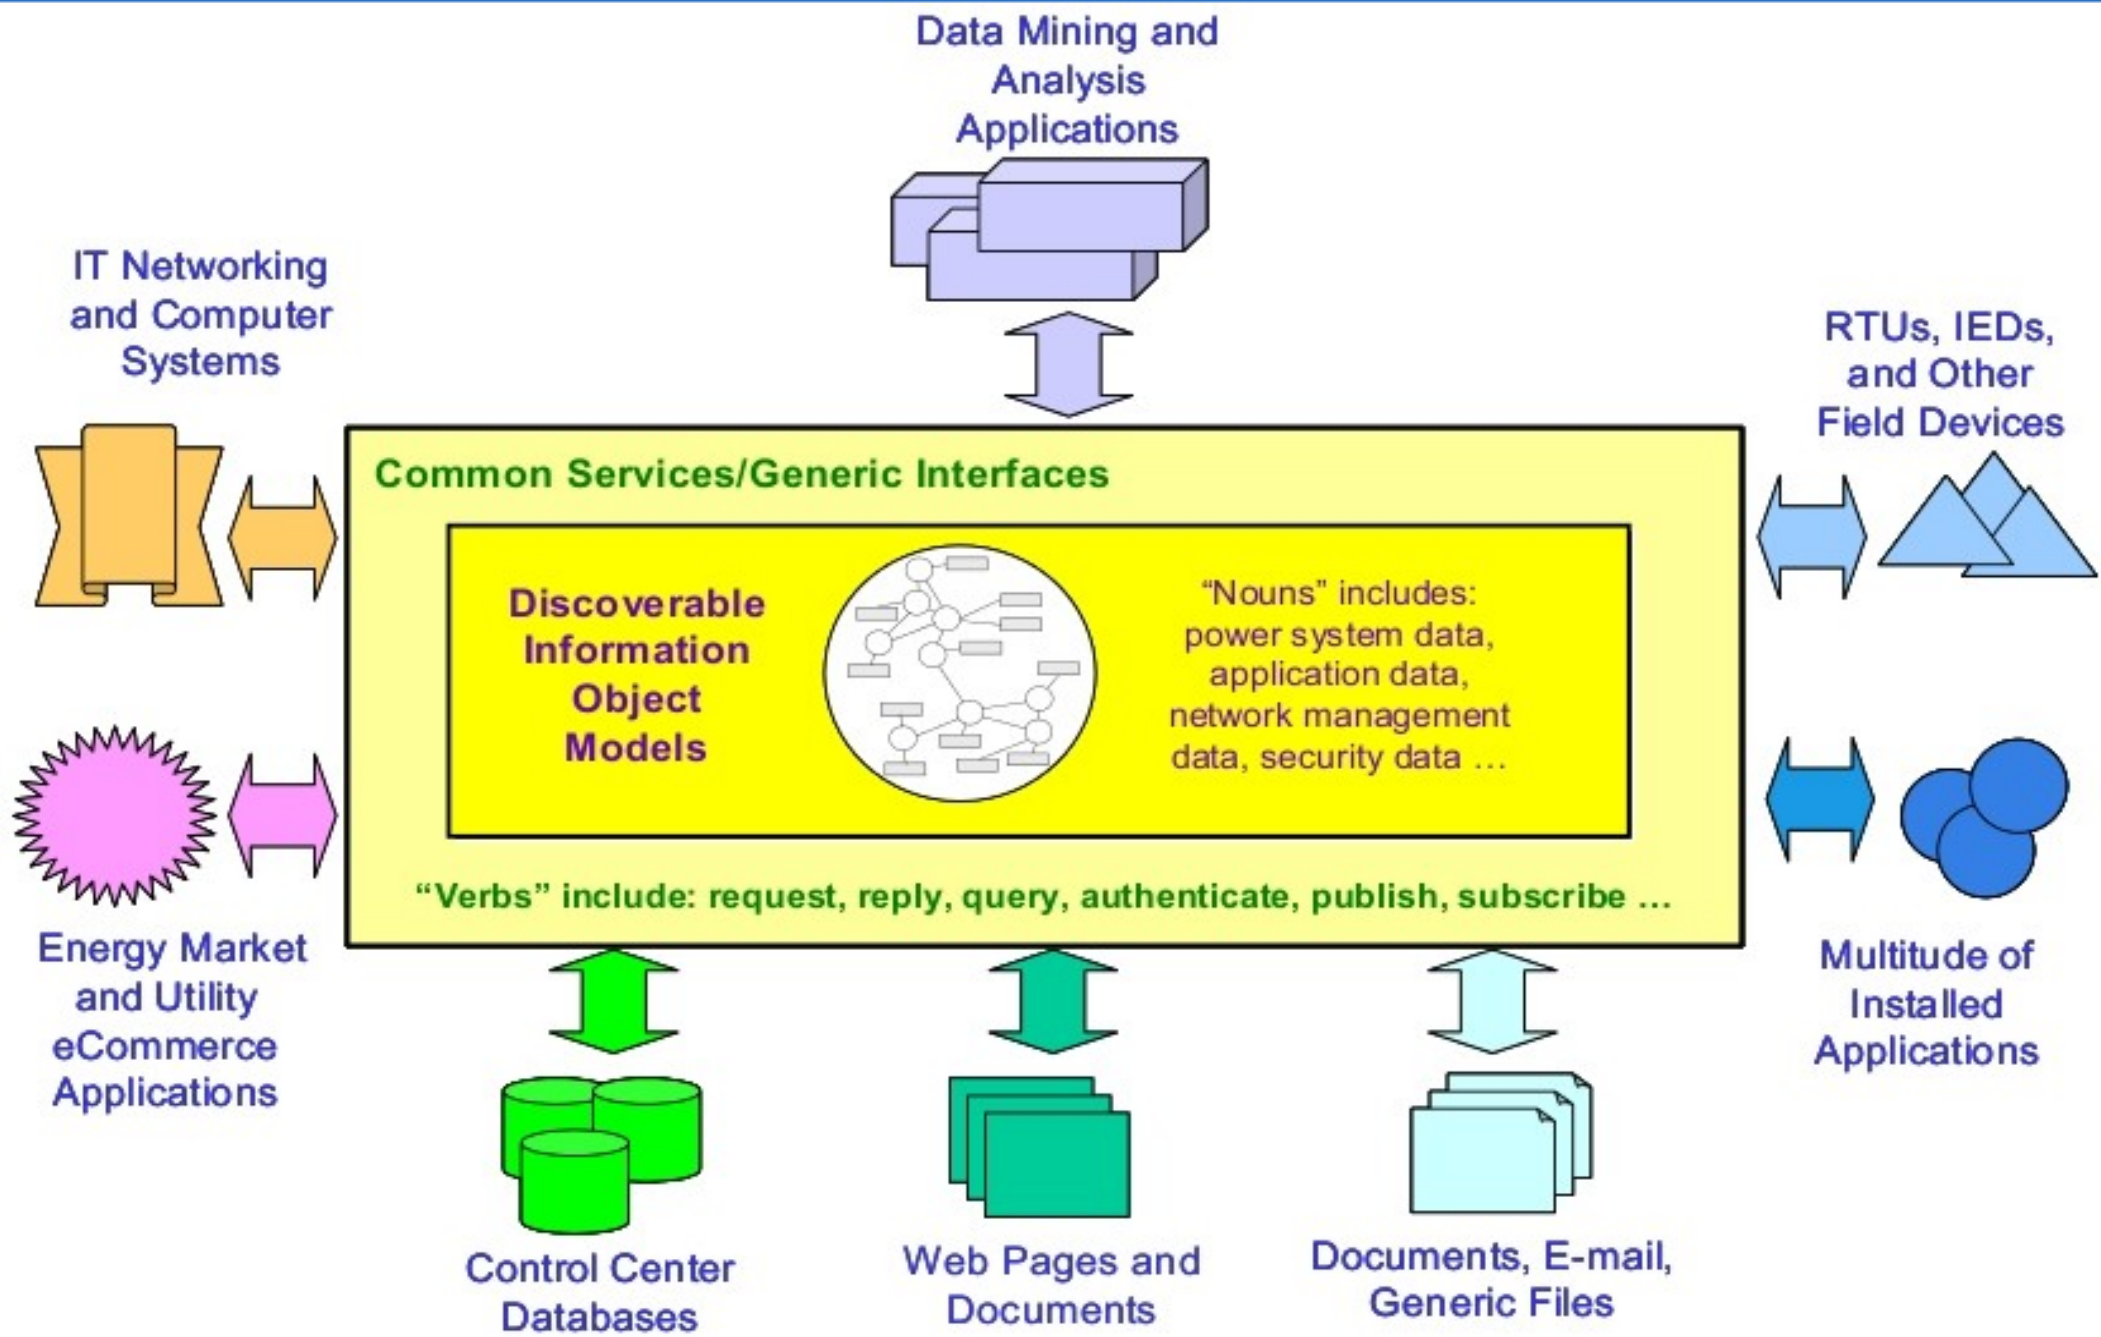 Data Mining and
Analysis
Applications
IT Networking
and Computer
Systems
RTUs, IEDs,
and Other
Field Devices
Common Services/Generic Interfaces
Discoverable
Information
Object
Models
“Nouns” includes:
power system data,
application data,
network management
data, security data …
“Verbs” include: request, reply, query, authenticate, publish, subscribe …
Energy Market
and Utility
eCommerce
Applications
Multitude of
Installed
Applications
Control Center
Databases
Web Pages and
Documents
Documents, E-mail,
Generic Files